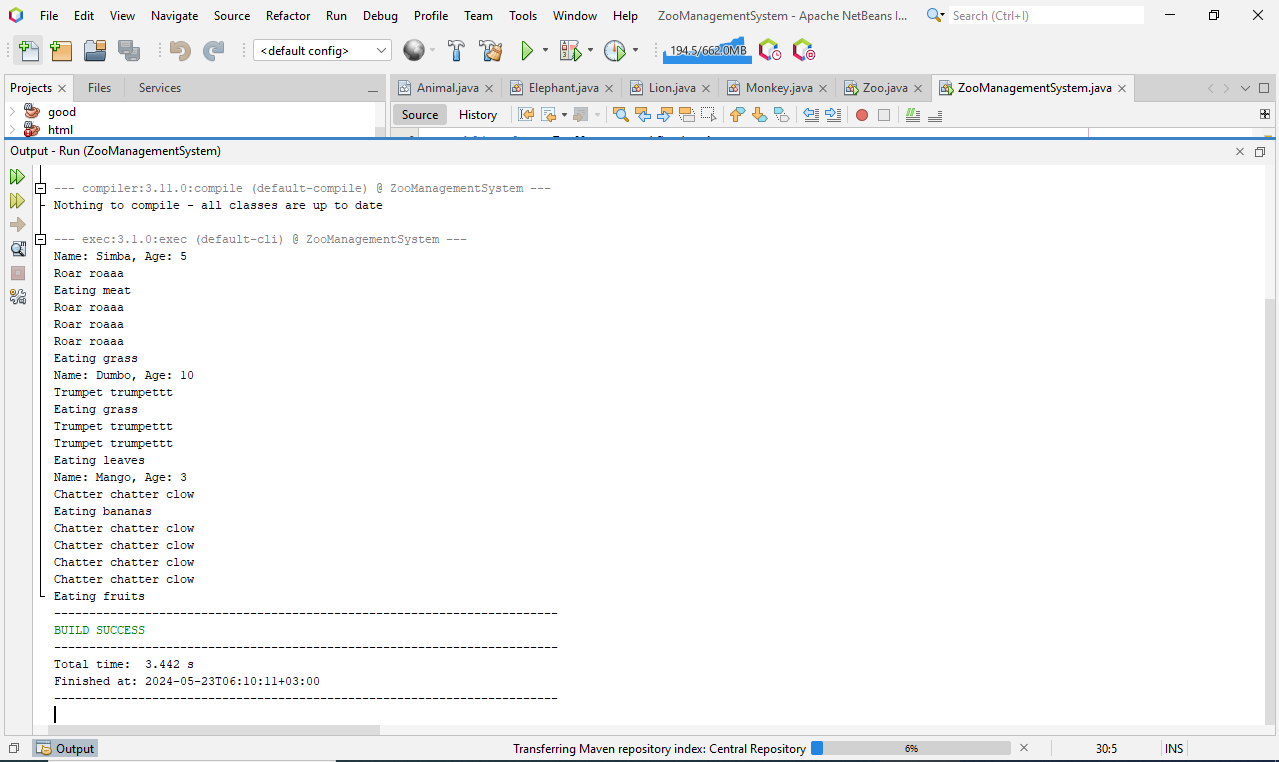 File Edit View Navigate Source Refactor Run Debug Profile Team Tools Window Help ZooManagementSystem - Apache NetBeans I... Search (Ctrl+I)
<default config> 194.5/662.0MB
Projects Files Services Animal.java Elephant.java Lion.java Monkey.java Zoo.java ZooManagementSystem.java
good
html
Source History
Output - Run (ZooManagementSystem)
--- compiler:3.11.0:compile (default-compile) @ ZooManagementSystem ---
Nothing to compile - all classes are up to date
--- exec:3.1.0:exec (default-cli) @ ZooManagementSystem ---
Name: Simba, Age: 5
Roar roaaa
Eating meat
Roar roaaa
Roar roaaa
Roar roaaa
Eating grass
Name: Dumbo, Age: 10
Trumpet trumpettt
Eating grass
Trumpet trumpettt
Trumpet trumpettt
Eating leaves
Name: Mango, Age: 3
Chatter chatter clow
Eating bananas
Chatter chatter clow
Chatter chatter clow
Chatter chatter clow
Chatter chatter clow
Eating fruits
------------------------------------------------------------------------
BUILD SUCCESS
------------------------------------------------------------------------
Total time:  3.442 s
Finished at: 2024-05-23T06:10:11+03:00
------------------------------------------------------------------------
Output Transferring Maven repository index: Central Repository 6% 30:5 INS